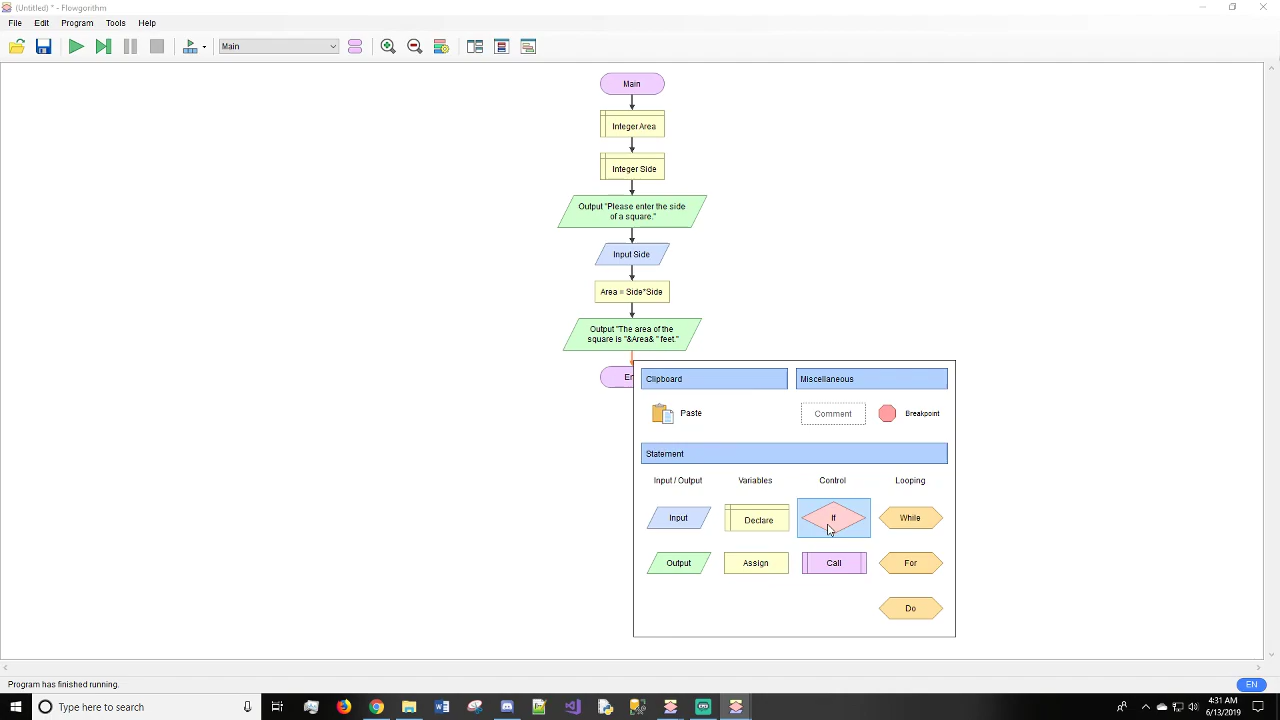 (Untitled) * - Flowgorithm
File Edit Program Tools Help
Main
Main
Integer Area
Integer Side
Output "Please enter the side
of a square."
Input Side
Area = Side*Side
Output "The area of the
square is "&Area& " feet."
En
Clipboard Miscellaneous
Paste Comment Breakpoint
Statement
Input / Output Variables Control Looping
Input Declare If While
Output Assign Call For
Do
Program has finished running. EN
Type here to search
4:31 AM
6/13/2019